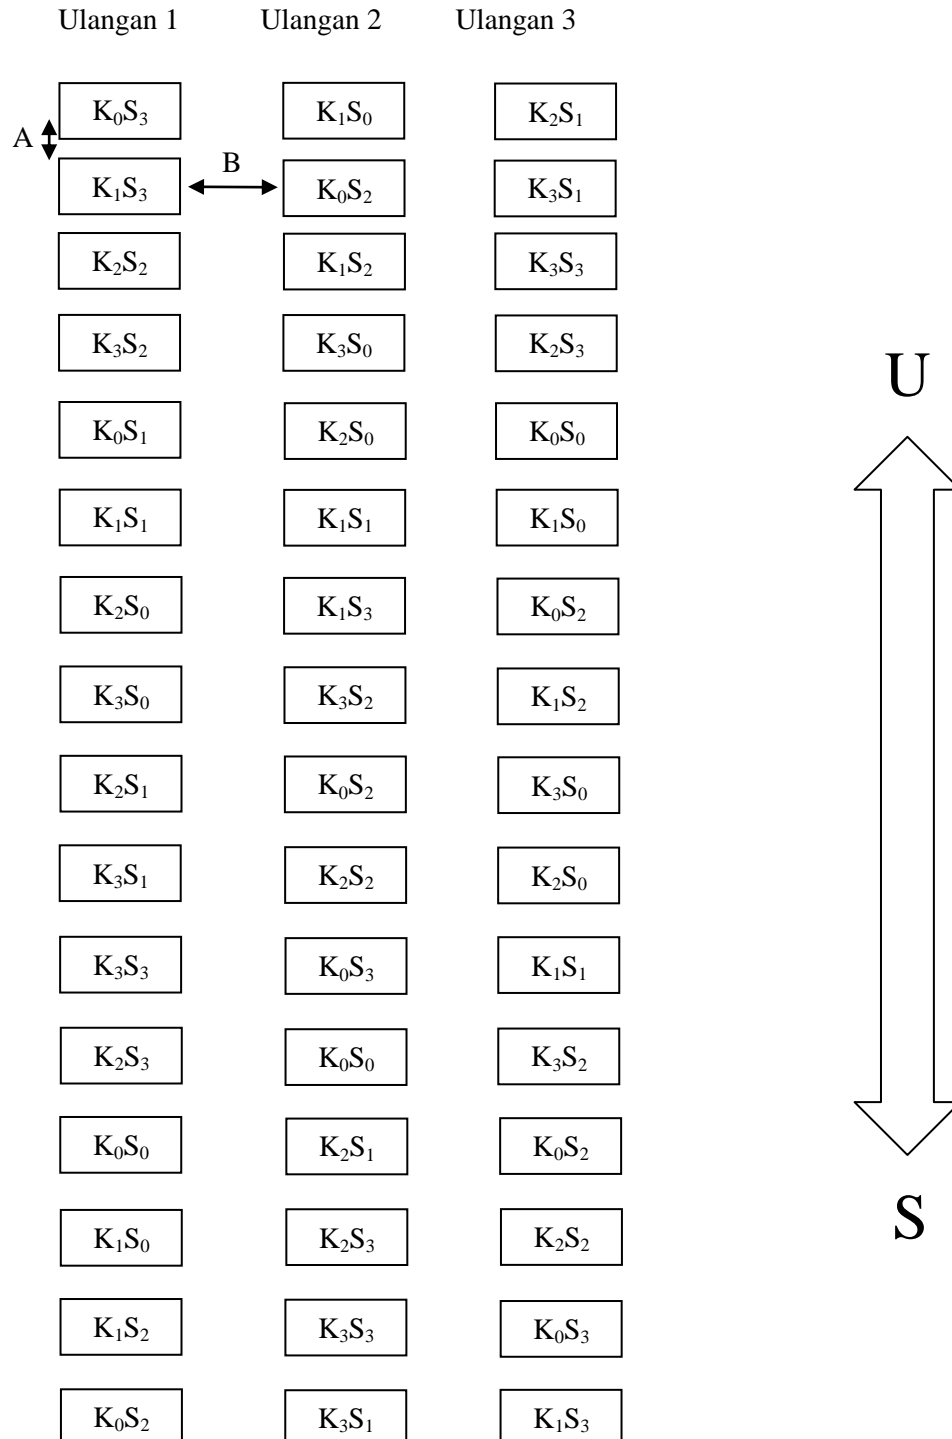 Ulangan 1 Ulangan 2 Ulangan 3
K₀S₃ K₁S₀ K₂S₁
A
B
K₁S₃ K₀S₂ K₃S₁
K₂S₂ K₁S₂ K₃S₃
K₃S₂ K₃S₀ K₂S₃
U
K₀S₁ K₂S₀ K₀S₀
K₁S₁ K₁S₁ K₁S₀
K₂S₀ K₁S₃ K₀S₂
K₃S₀ K₃S₂ K₁S₂
K₂S₁ K₀S₂ K₃S₀
K₃S₁ K₂S₂ K₂S₀
K₃S₃ K₀S₃ K₁S₁
K₂S₃ K₀S₀ K₃S₂
K₀S₀ K₂S₁ K₀S₂
S
K₁S₀ K₂S₃ K₂S₂
K₁S₂ K₃S₃ K₀S₃
K₀S₂ K₃S₁ K₁S₃